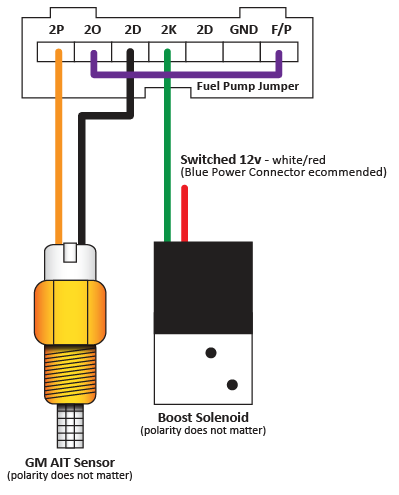 2P 2O 2D 2K 2D GND F/P
Fuel Pump Jumper
Switched 12v - white/red
(Blue Power Connector ecommended)
Boost Solenoid
(polarity does not matter)
GM AIT Sensor
(polarity does not matter)